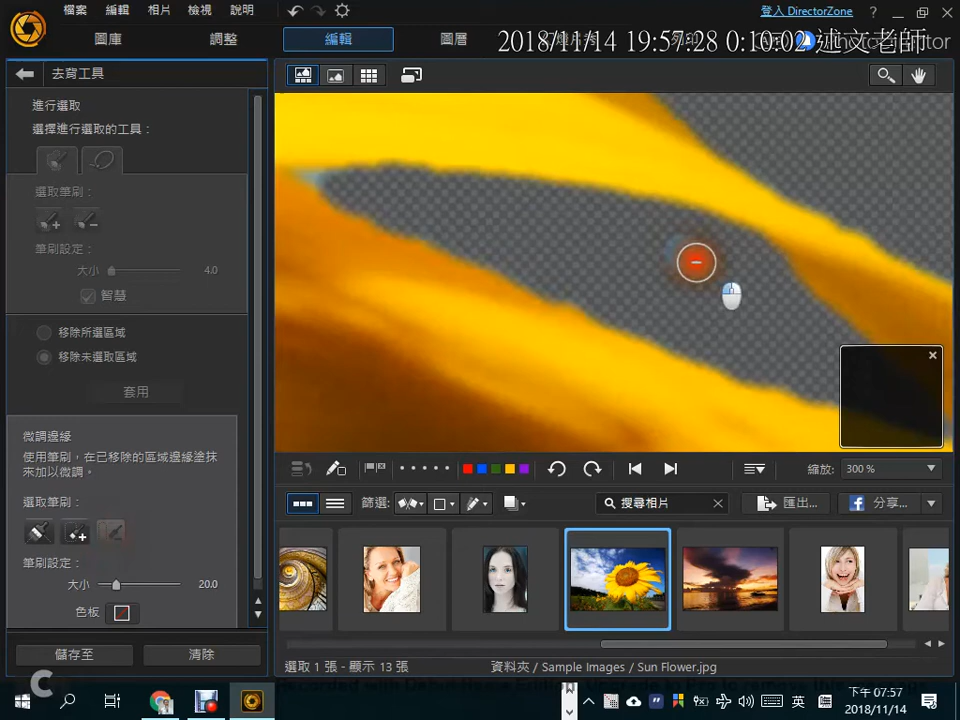 檔案 編輯 相片 檢視 說明
登入 DirectorZone
圖庫 調整 編輯 圖層
2018/11/14 19:57:28 0:10:02 述文老師
去背工具
進行選取
選擇進行選取的工具：
選取筆刷：
筆刷設定：
大小 4.0
智慧
移除所選區域
移除未選取區域
套用
微調邊緣
使用筆刷，在已移除的區域邊緣塗抹
來加以微調。
選取筆刷：
筆刷設定：
大小 20.0
色板
儲存至 清除
縮放： 300 %
篩選： 搜尋相片 匯出... 分享...
選取 1 張 - 顯示 13 張 資料夾 / Sample Images / Sun Flower.jpg
英
下午 07:57
2018/11/14